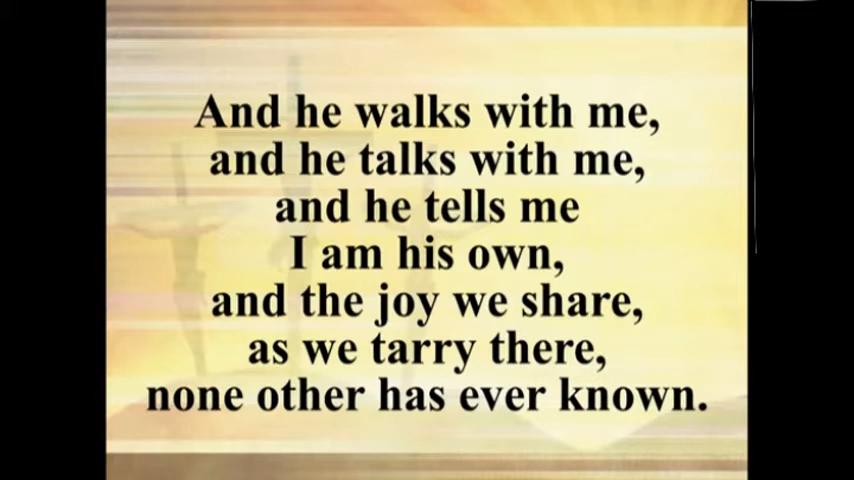 And he walks with me,
and he talks with me,
and he tells me
I am his own,
and the joy we share,
as we tarry there,
none other has ever known.